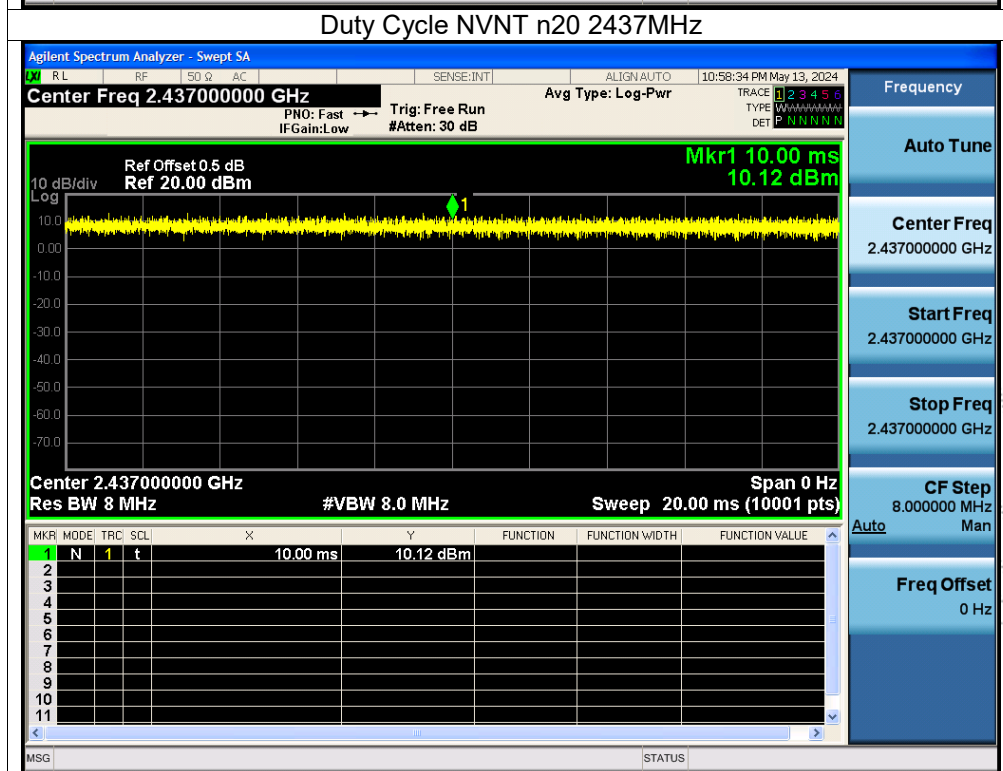 Duty Cycle NVNT n20 2437MHz
Agilent Spectrum Analyzer - Swept SA
LXI RL RF 50 Ω AC SENSE:INT ALIGN AUTO 10:58:34 PM May 13, 2024
Center Freq 2.437000000 GHz
PNO: Fast
IFGain:Low
Trig: Free Run
#Atten: 30 dB
Avg Type: Log-Pwr
TRACE 1 2 3 4 5 6
TYPE WWWWWW
DET P N N N N N
Frequency
Auto Tune
Center Freq
2.437000000 GHz
Start Freq
2.437000000 GHz
Stop Freq
2.437000000 GHz
CF Step
8.000000 MHz
Auto Man
Freq Offset
0 Hz
Mkr1 10.00 ms
10.12 dBm
Ref Offset 0.5 dB
10 dB/div Ref 20.00 dBm
Log
1
10.0
0.00
-10.0
-20.0
-30.0
-40.0
-50.0
-60.0
-70.0
Center 2.437000000 GHz Span 0 Hz
Res BW 8 MHz #VBW 8.0 MHz Sweep 20.00 ms (10001 pts)
MKR MODE TRC SCL X Y FUNCTION FUNCTION WIDTH FUNCTION VALUE
1 N 1 t 10.00 ms 10.12 dBm
2
3
4
5
6
7
8
9
10
11
MSG STATUS